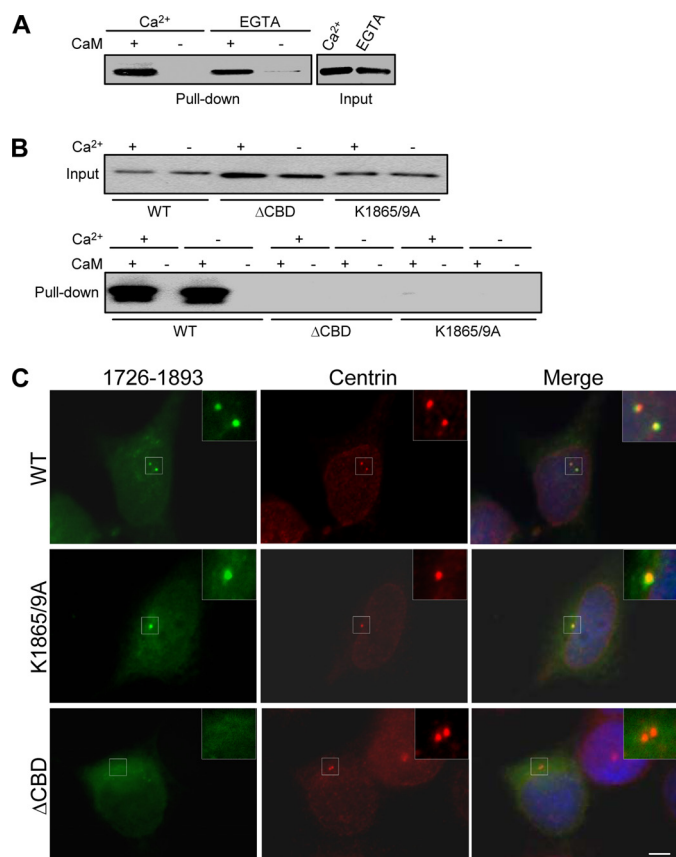 A
Ca²⁺ EGTA
CaM + - + -
Ca²⁺ EGTA
Pull-down Input
B
Ca²⁺ + - + - + -
Input
WT ΔCBD K1865/9A
Ca²⁺ + - + - + -
CaM + - + - + - + - + - + -
Pull-down
WT ΔCBD K1865/9A
C
1726-1893 Centrin Merge
WT
K1865/9A
ΔCBD